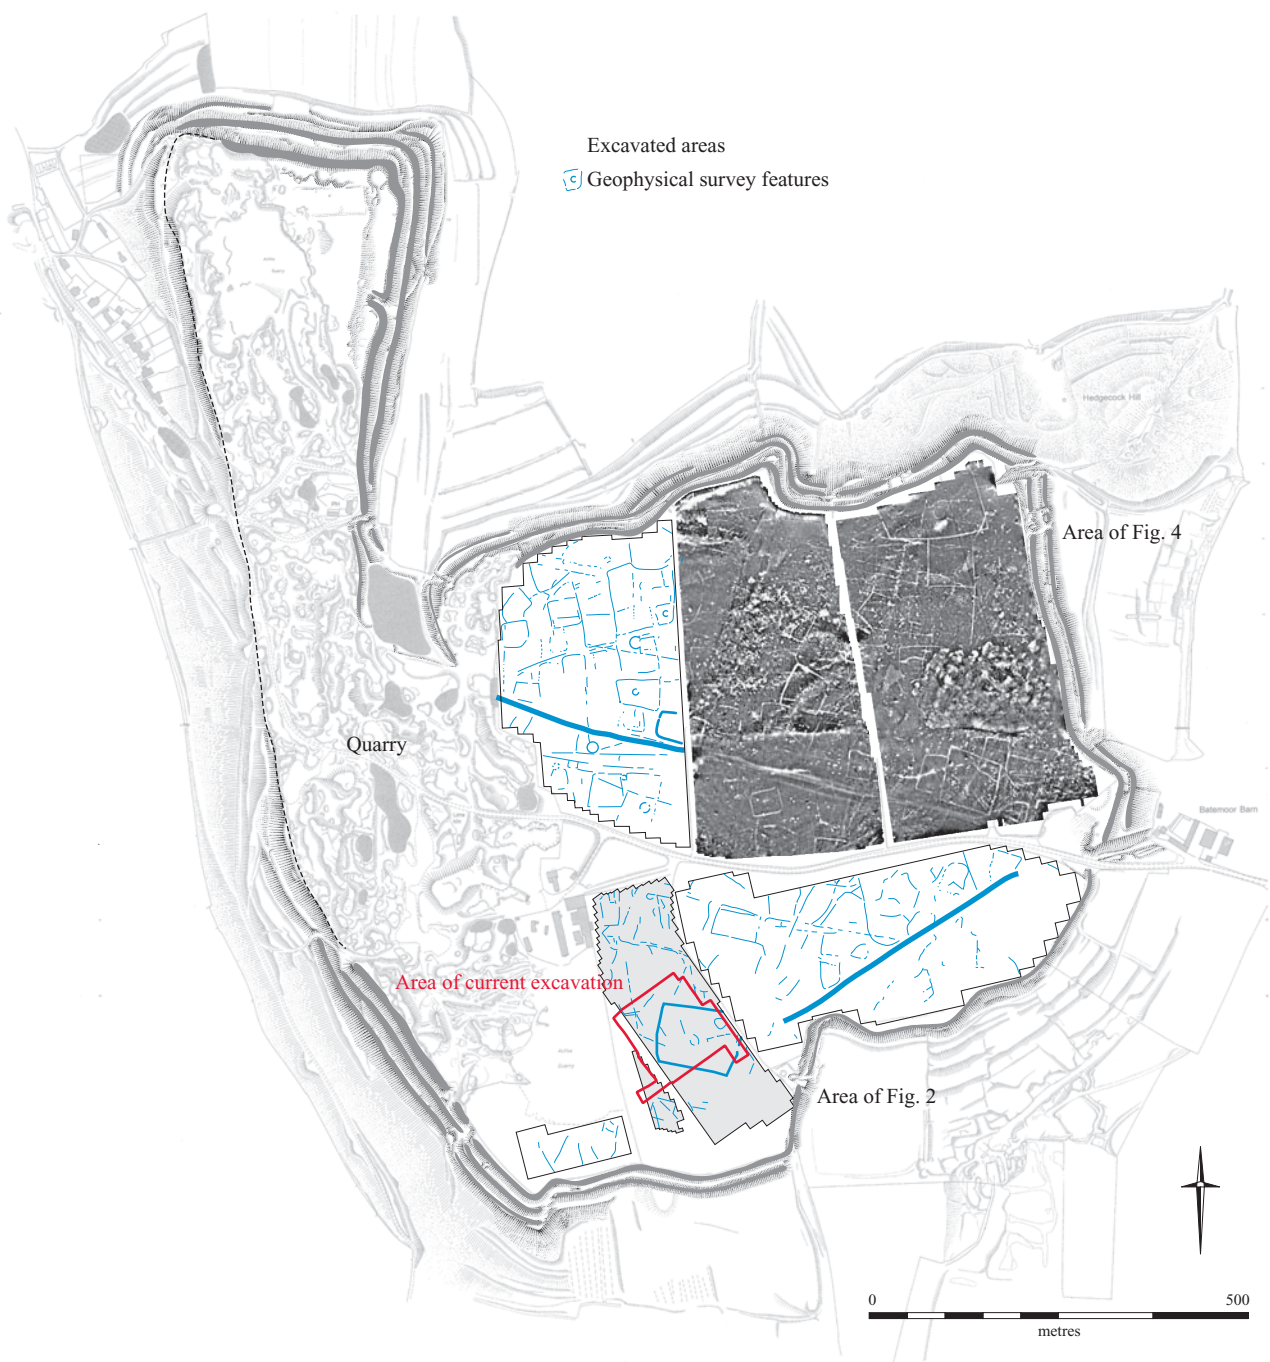 Excavated areas
c Geophysical survey features
Hedgecock Hill
Area of Fig. 4
Quarry
Batemoor Barn
Area of current excavation
Area of Fig. 2
0 500
metres